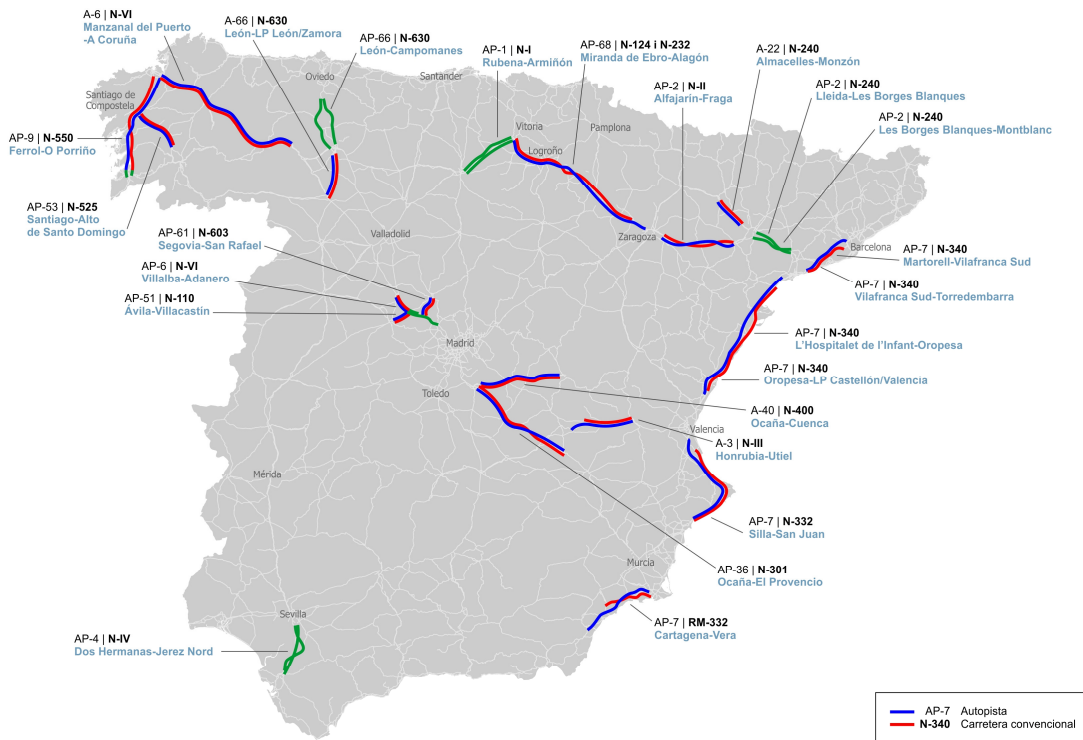 A-6 | N-VI
Manzanal del Puerto
-A Coruña
A-66 | N-630
León-LP León/Zamora
AP-66 | N-630
León-Campomanes
AP-1 | N-I
Rubena-Armiñón
AP-68 | N-124 i N-232
Miranda de Ebro-Alagón
A-22 | N-240
Almacelles-Monzón
AP-2 | N-II
Alfajarín-Fraga
AP-2 | N-240
Lleida-Les Borges Blanques
AP-2 | N-240
Les Borges Blanques-Montblanc
Oviedo
Santander
Santiago de
Compostela
Vitoria
Pamplona
Logroño
AP-9 | N-550
Ferrol-O Porriño
AP-53 | N-525
Santiago-Alto
de Santo Domingo
AP-61 | N-603
Segovia-San Rafael
Valladolid
Zaragoza
Barcelona
AP-7 | N-340
Martorell-Vilafranca Sud
AP-6 | N-VI
Villalba-Adanero
AP-7 | N-340
Vilafranca Sud-Torredembarra
AP-51 | N-110
Ávila-Villacastín
Madrid
AP-7 | N-340
L'Hospitalet de l'Infant-Oropesa
AP-7 | N-340
Oropesa-LP Castellón/Valencia
Toledo
A-40 | N-400
Ocaña-Cuenca
Valencia
A-3 | N-III
Honrubia-Utiel
Mérida
AP-7 | N-332
Silla-San Juan
Murcia
AP-36 | N-301
Ocaña-El Provencio
Sevilla
AP-7 | RM-332
Cartagena-Vera
AP-4 | N-IV
Dos Hermanas-Jerez Nord
AP-7 Autopista
N-340 Carretera convencional